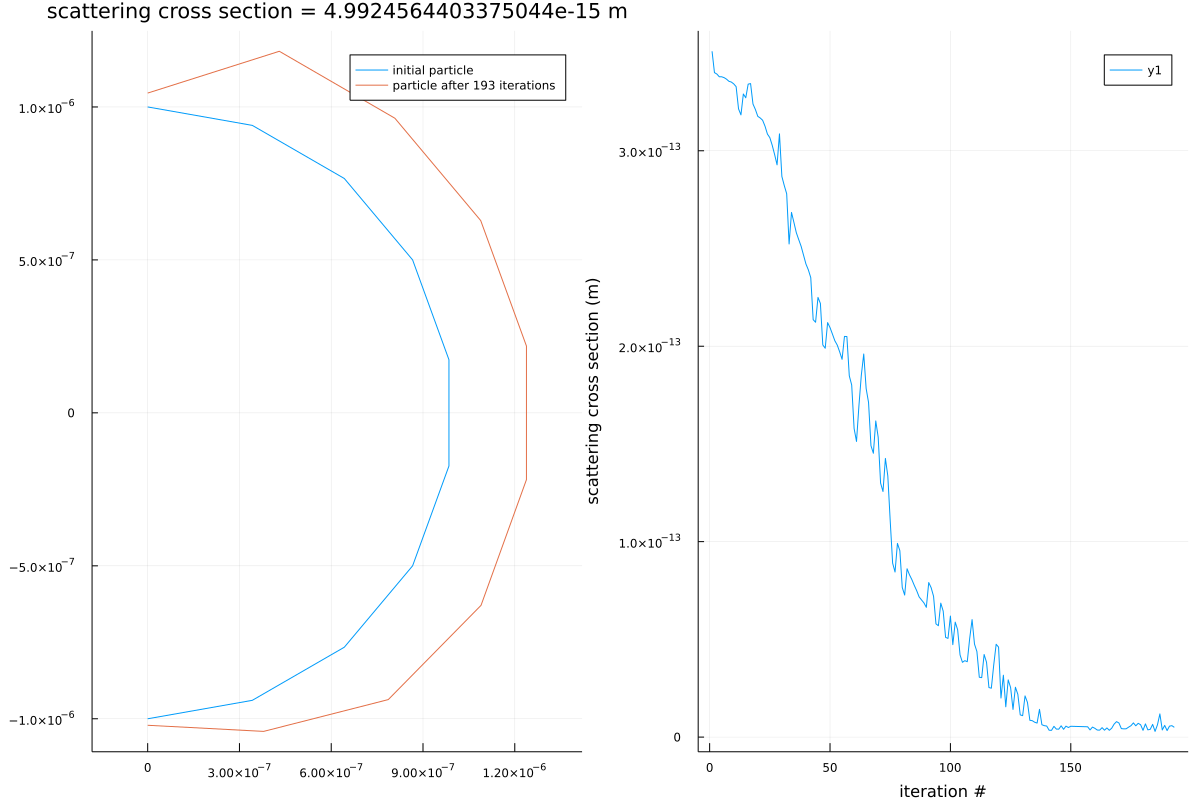 scattering cross section = 4.9924564403375044e-15 m
initial particle
particle after 193 iterations
1.0×10⁻⁶
5.0×10⁻⁷
0
−5.0×10⁻⁷
−1.0×10⁻⁶
0 3.00×10⁻⁷ 6.00×10⁻⁷ 9.00×10⁻⁷ 1.20×10⁻⁶
y1
scattering cross section (m)
3.0×10⁻¹³
2.0×10⁻¹³
1.0×10⁻¹³
0
0 50 100 150
iteration #